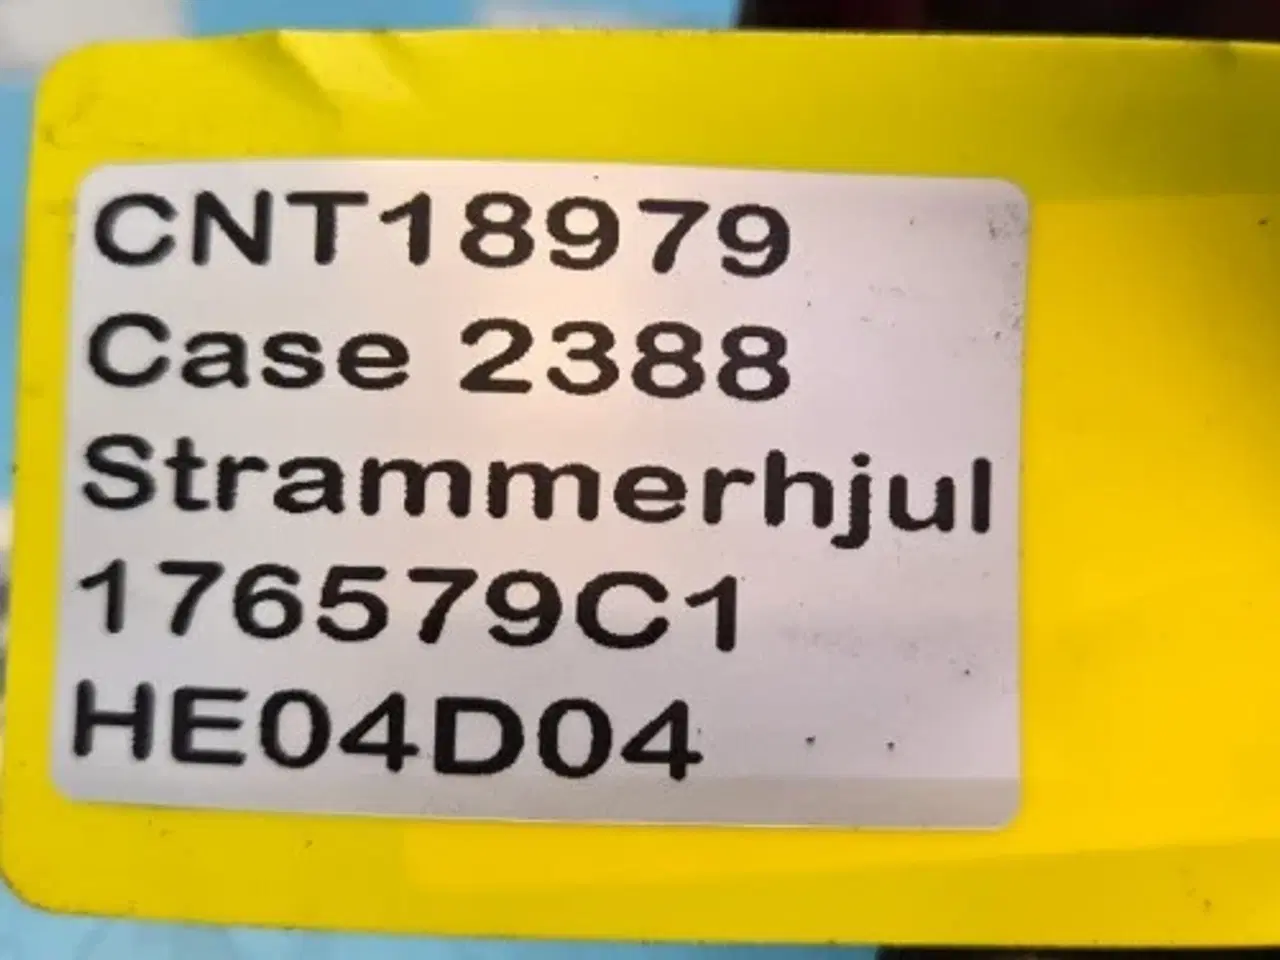 CNT18979
Case 2388
Strammerhjul
176579C1
HE04D04